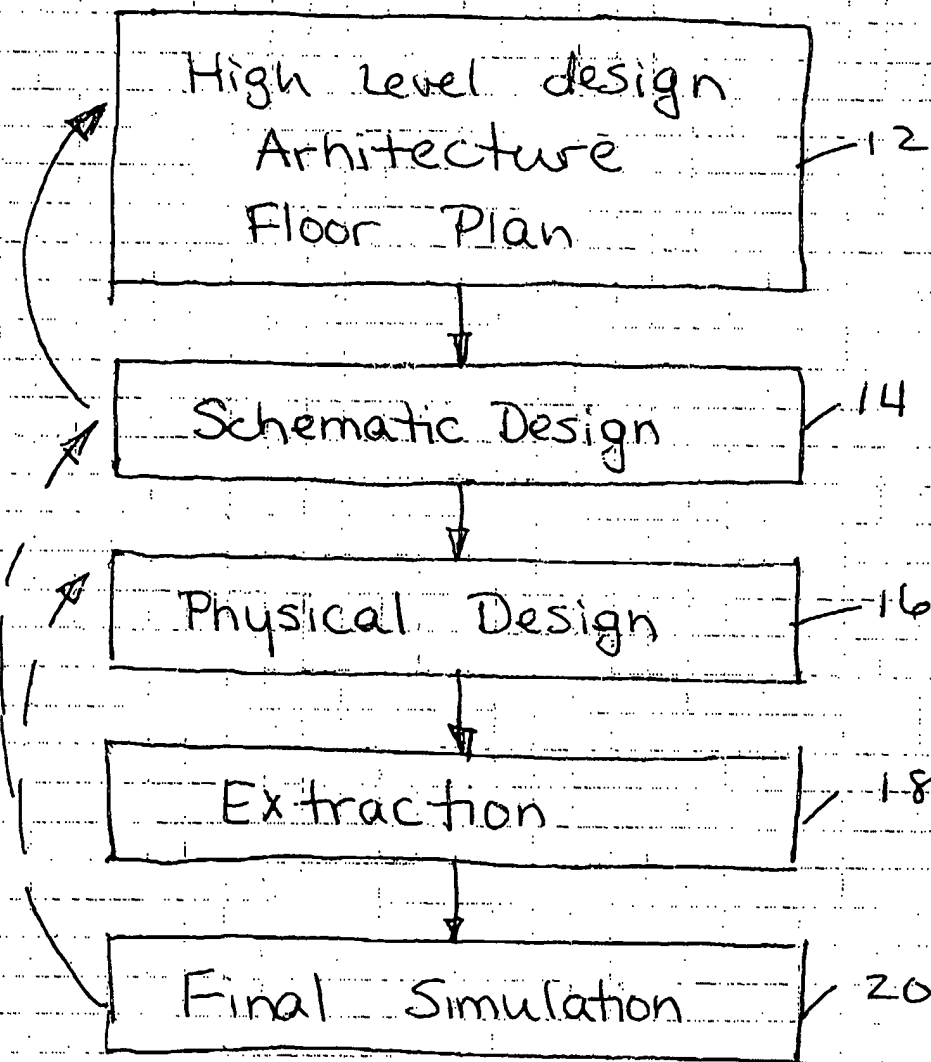 High Level design
Arhitecture
Floor Plan
12
Schematic Design
14
Physical Design
16
Extraction
18
Final Simulation
20